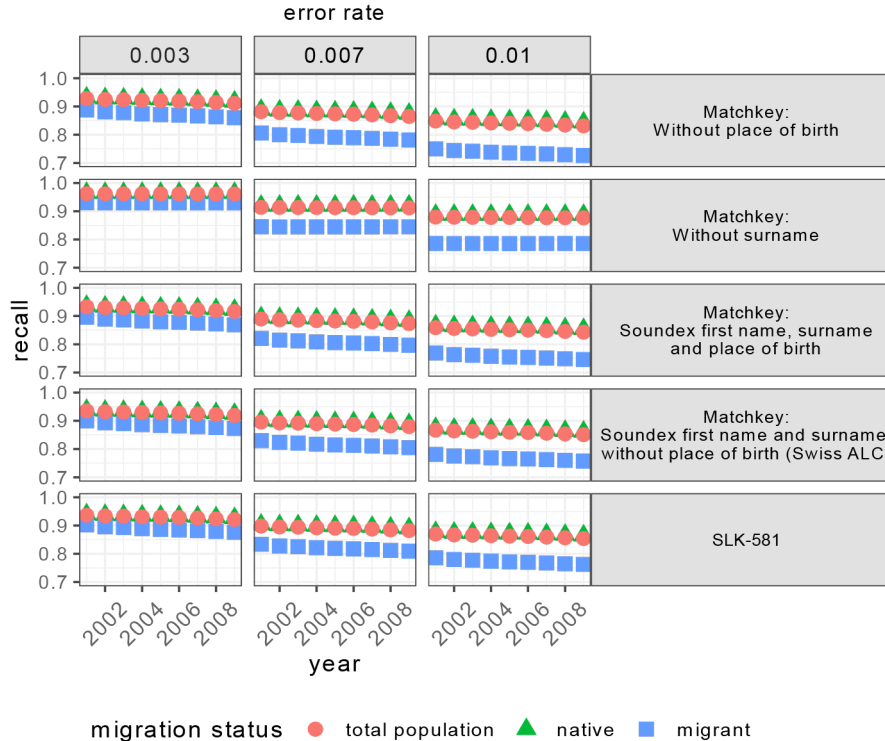 error rate
0.003 0.007 0.01
1.0
0.9
0.8
0.7
Matchkey:
Without place of birth
1.0
0.9
0.8
0.7
Matchkey:
Without surname
recall
1.0
0.9
0.8
0.7
Matchkey:
Soundex first name, surname
and place of birth
1.0
0.9
0.8
0.7
Matchkey:
Soundex first name and surname
without place of birth (Swiss ALC
1.0
0.9
0.8
0.7
SLK-581
2002 2004 2006 2008 2002 2004 2006 2008 2002 2004 2006 2008
year
migration status total population native migrant